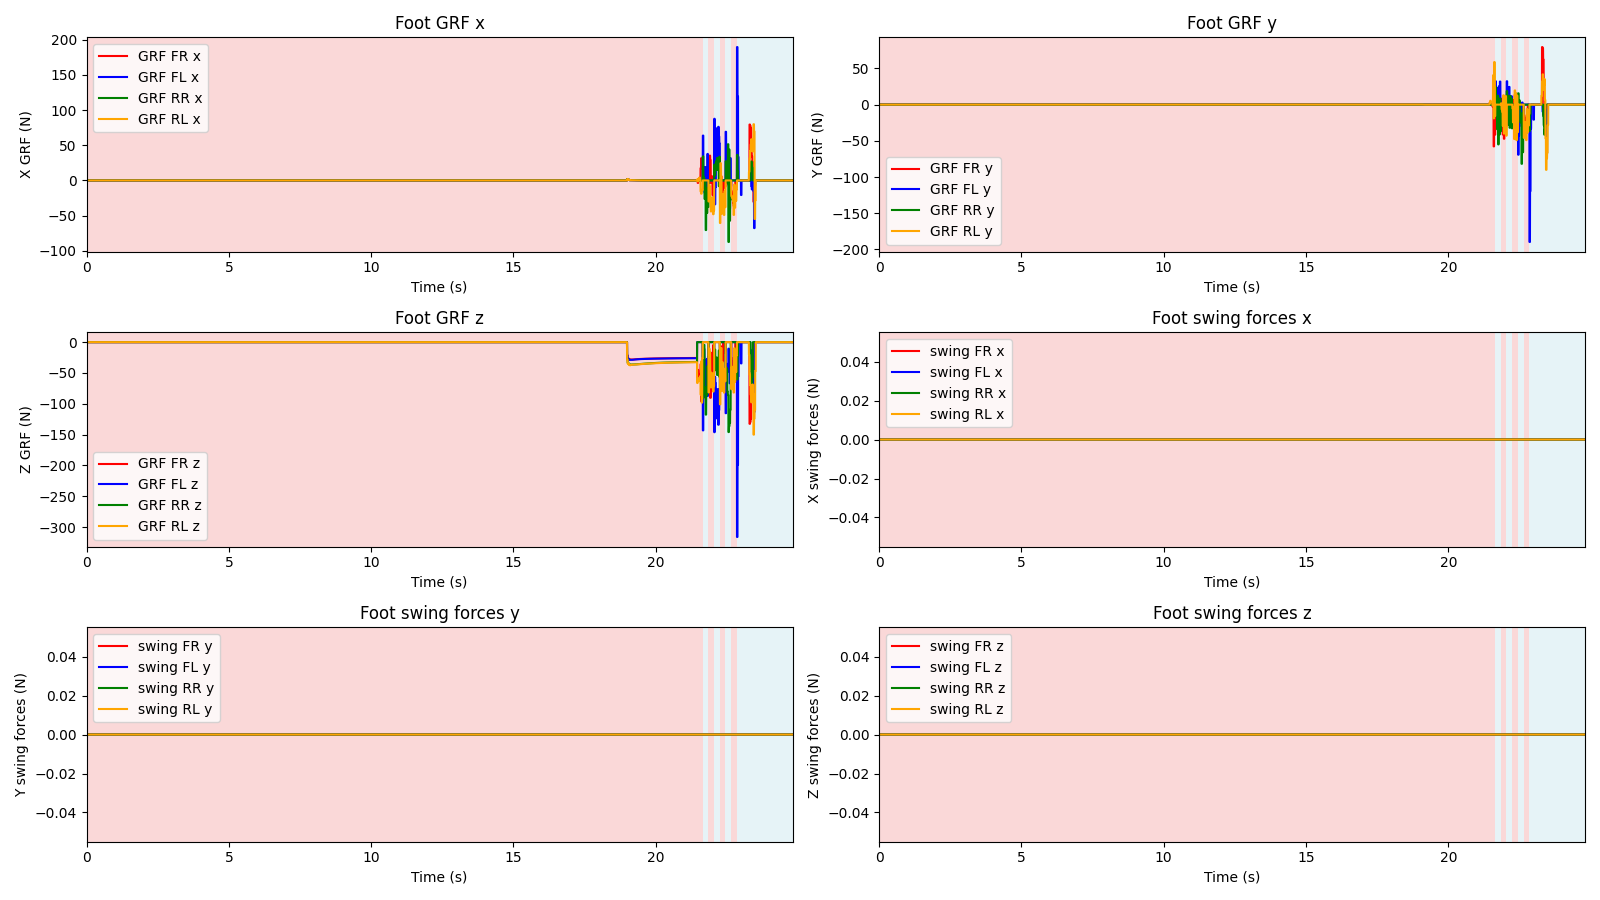 Foot GRF x
200
150
100
50
0
−50
−100
X GRF (N)
GRF FR x
GRF FL x
GRF RR x
GRF RL x
0 5 10 15 20
Time (s)
Foot GRF y
50
0
−50
−100
−150
−200
Y GRF (N)
GRF FR y
GRF FL y
GRF RR y
GRF RL y
0 5 10 15 20
Time (s)
Foot GRF z
0
−50
−100
−150
−200
−250
−300
Z GRF (N)
GRF FR z
GRF FL z
GRF RR z
GRF RL z
0 5 10 15 20
Time (s)
Foot swing forces x
0.04
0.02
0.00
−0.02
−0.04
X swing forces (N)
swing FR x
swing FL x
swing RR x
swing RL x
0 5 10 15 20
Time (s)
Foot swing forces y
0.04
0.02
0.00
−0.02
−0.04
Y swing forces (N)
swing FR y
swing FL y
swing RR y
swing RL y
0 5 10 15 20
Time (s)
Foot swing forces z
0.04
0.02
0.00
−0.02
−0.04
Z swing forces (N)
swing FR z
swing FL z
swing RR z
swing RL z
0 5 10 15 20
Time (s)